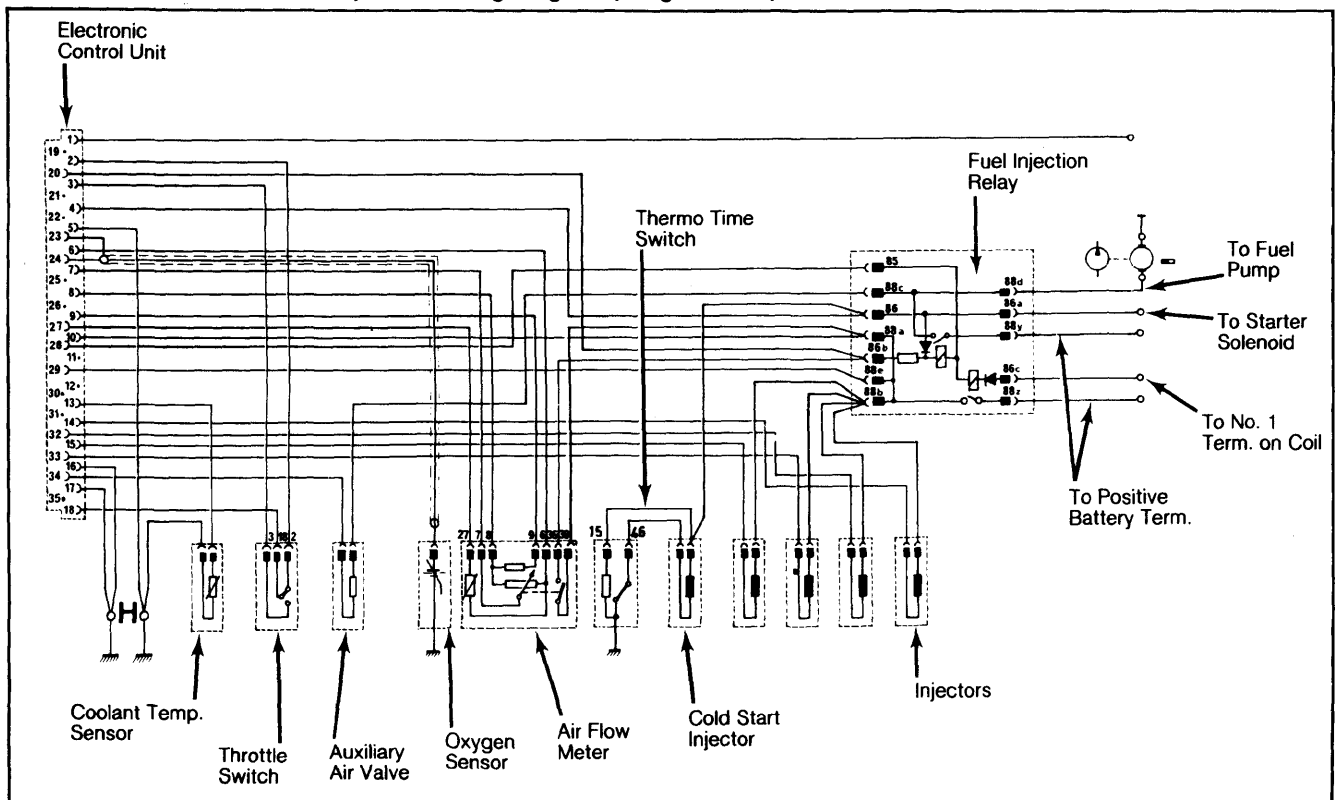 Electronic
Control Unit
1
19
2
20
3
21
4
22
5
23
6
24
7
25
8
26
9
27
10
28
11
29
12
30
13
31
14
32
15
33
16
34
17
35
18
Fuel Injection
Relay
Thermo Time
Switch
85
88c
86
88a
86b
88e
88b
88d
86a
88y
86c
88z
To Fuel
Pump
To Starter
Solenoid
To No. 1
Term. on Coil
To Positive
Battery Term.
3 18 2
27 7 8
9 6 36 39
15 46
H
Coolant Temp.
Sensor
Throttle
Switch
Auxiliary
Air Valve
Oxygen
Sensor
Air Flow
Meter
Cold Start
Injector
Injectors